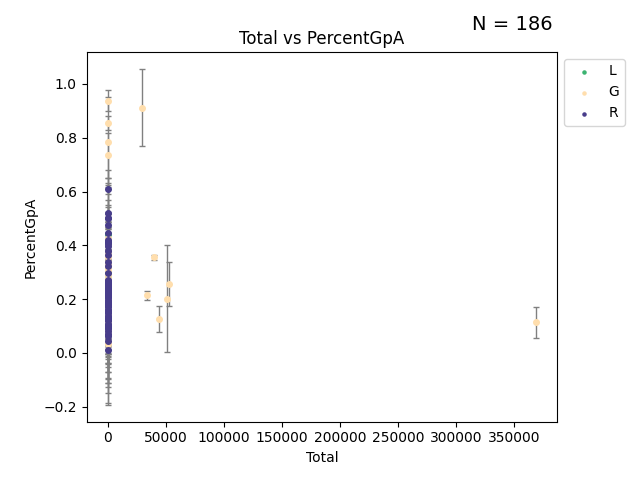 N = 186
Total vs PercentGpA
L
G
R
PercentGpA
1.0
0.8
0.6
0.4
0.2
0.0
−0.2
0 50000 100000 150000 200000 250000 300000 350000
Total